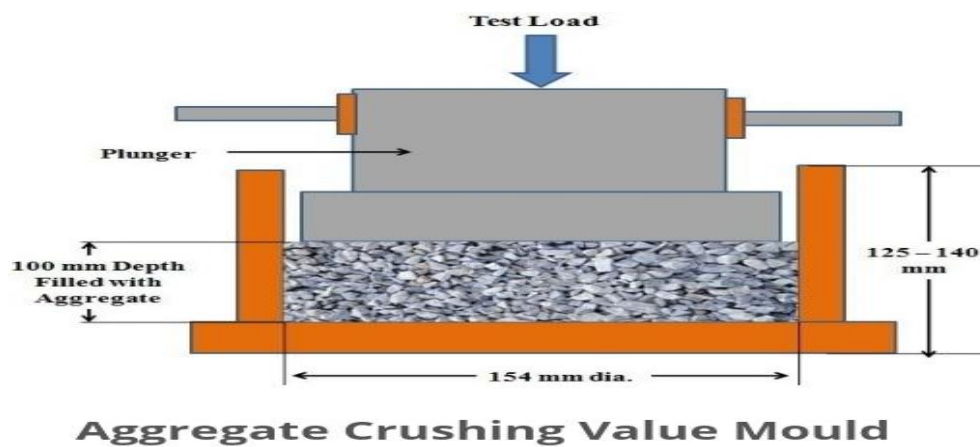 Test Load
Plunger
100 mm Depth
Filled with
Aggregate
125 – 140
mm
154 mm dia.
Aggregate Crushing Value Mould